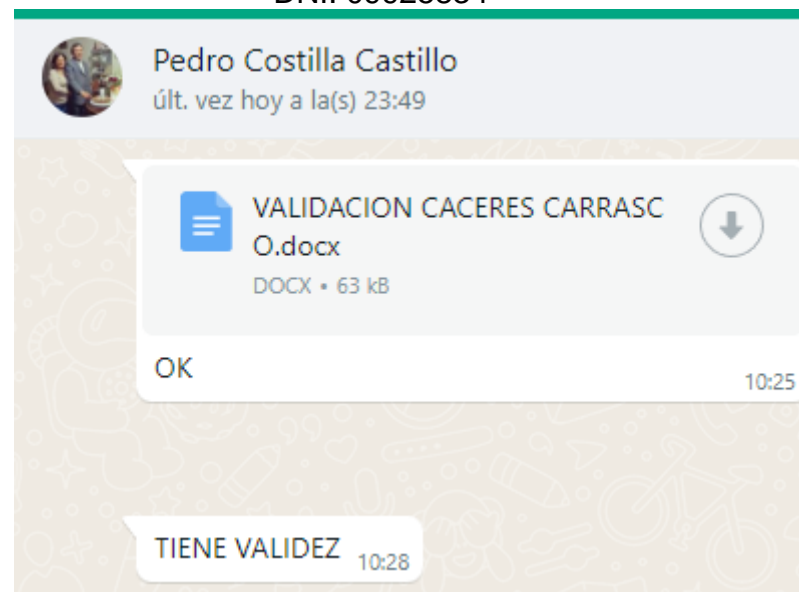 Pedro Costilla Castillo
últ. vez hoy a la(s) 23:49
VALIDACION CACERES CARRASC
O.docx
DOCX • 63 kB
OK
10:25
TIENE VALIDEZ 10:28